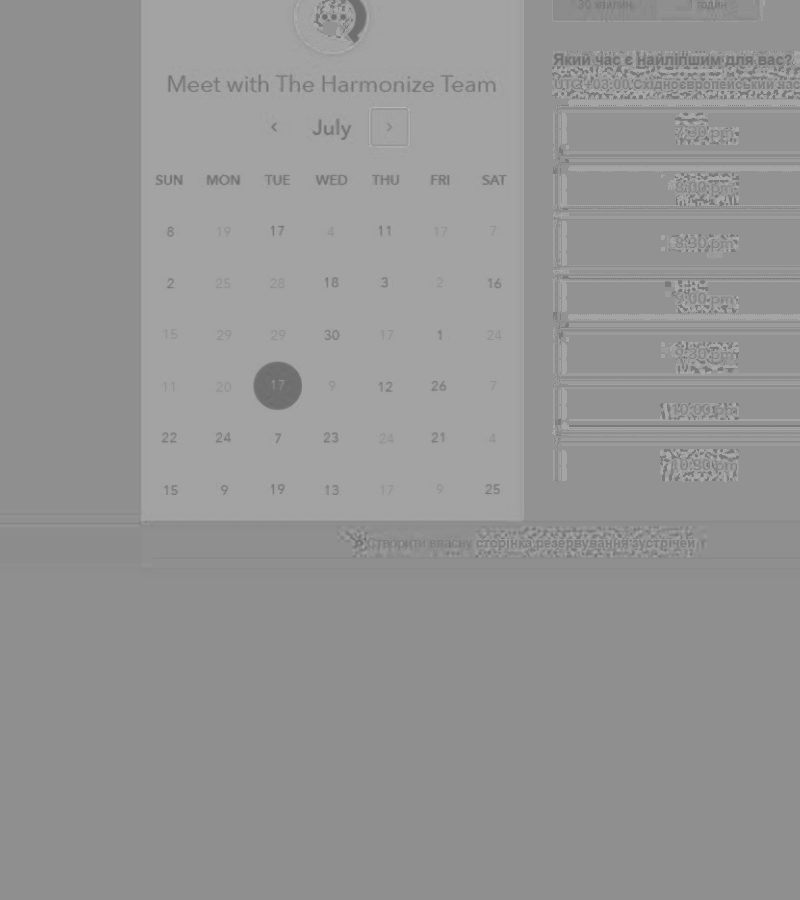 30 хвилин
годин
Meet with The Harmonize Team
July
SUN MON TUE WED THU FRI SAT
8 19 17 4 11 17 7
2 25 28 18 3 2 16
15 29 29 30 17 1 24
11 20 17 9 12 26 7
22 24 7 23 24 21 4
15 9 19 13 17 9 25
Який час є найліпшим для вас?
UTC +03:00 Східноєвропейський час
7:30 pm
8:00 pm
8:30 pm
9:00 pm
9:30 pm
10:00 pm
10:30 pm
Створити власну сторінка резервування зустрічей